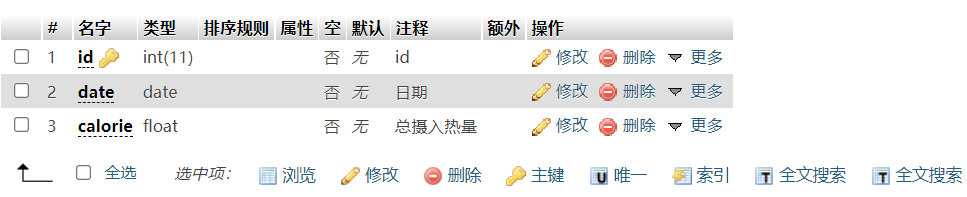 # 名字 类型 排序规则 属性 空 默认 注释 额外 操作
1 id int(11) 否 无 id 修改 删除 更多
2 date date 否 无 日期 修改 删除 更多
3 calorie float 否 无 总摄入热量 修改 删除 更多
全选 选中项： 浏览 修改 删除 主键 唯一 索引 全文搜索 全文搜索